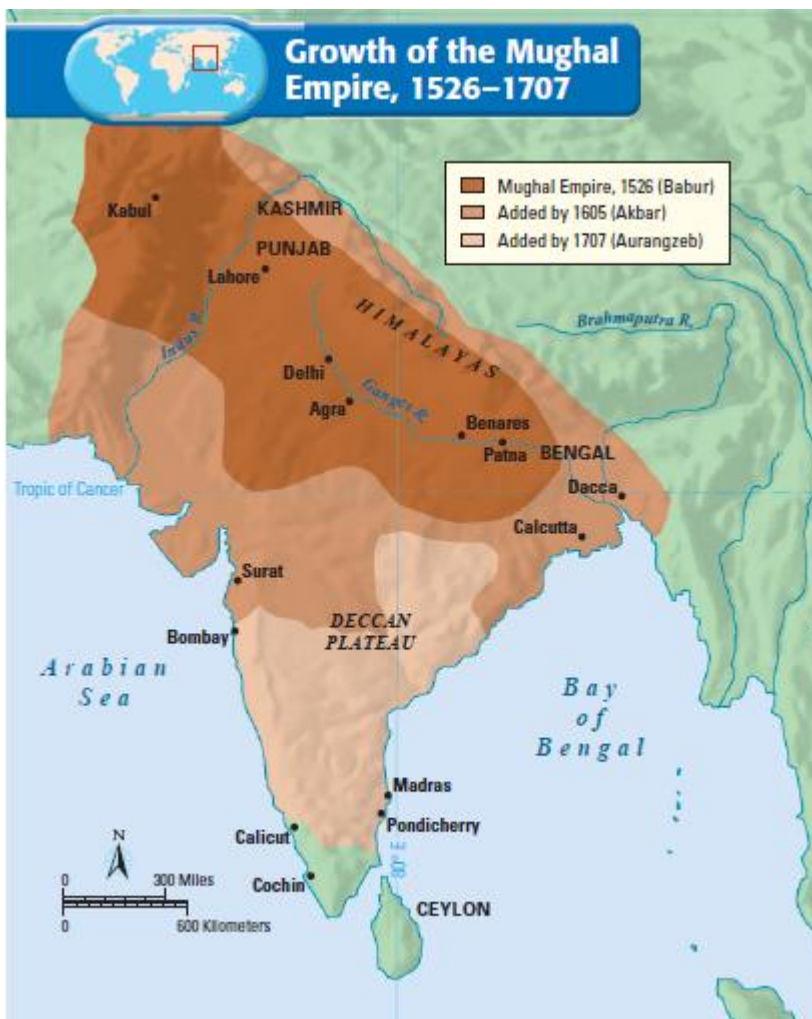 Growth of the Mughal
Empire, 1526–1707
Mughal Empire, 1526 (Babur)
Added by 1605 (Akbar)
Added by 1707 (Aurangzeb)
Kabul
KASHMIR
PUNJAB
Lahore
Indus R.
HIMALAYAS
Brahmaputra R.
Delhi
Agra
Ganges R.
Benares
Patna
BENGAL
Tropic of Cancer
Dacca
Calcutta
Surat
DECCAN
PLATEAU
Bombay
Arabian
Sea
Bay
of
Bengal
Madras
Pondicherry
Calicut
Cochin
80° E
CEYLON
N
0 300 Miles
0 600 Kilometers